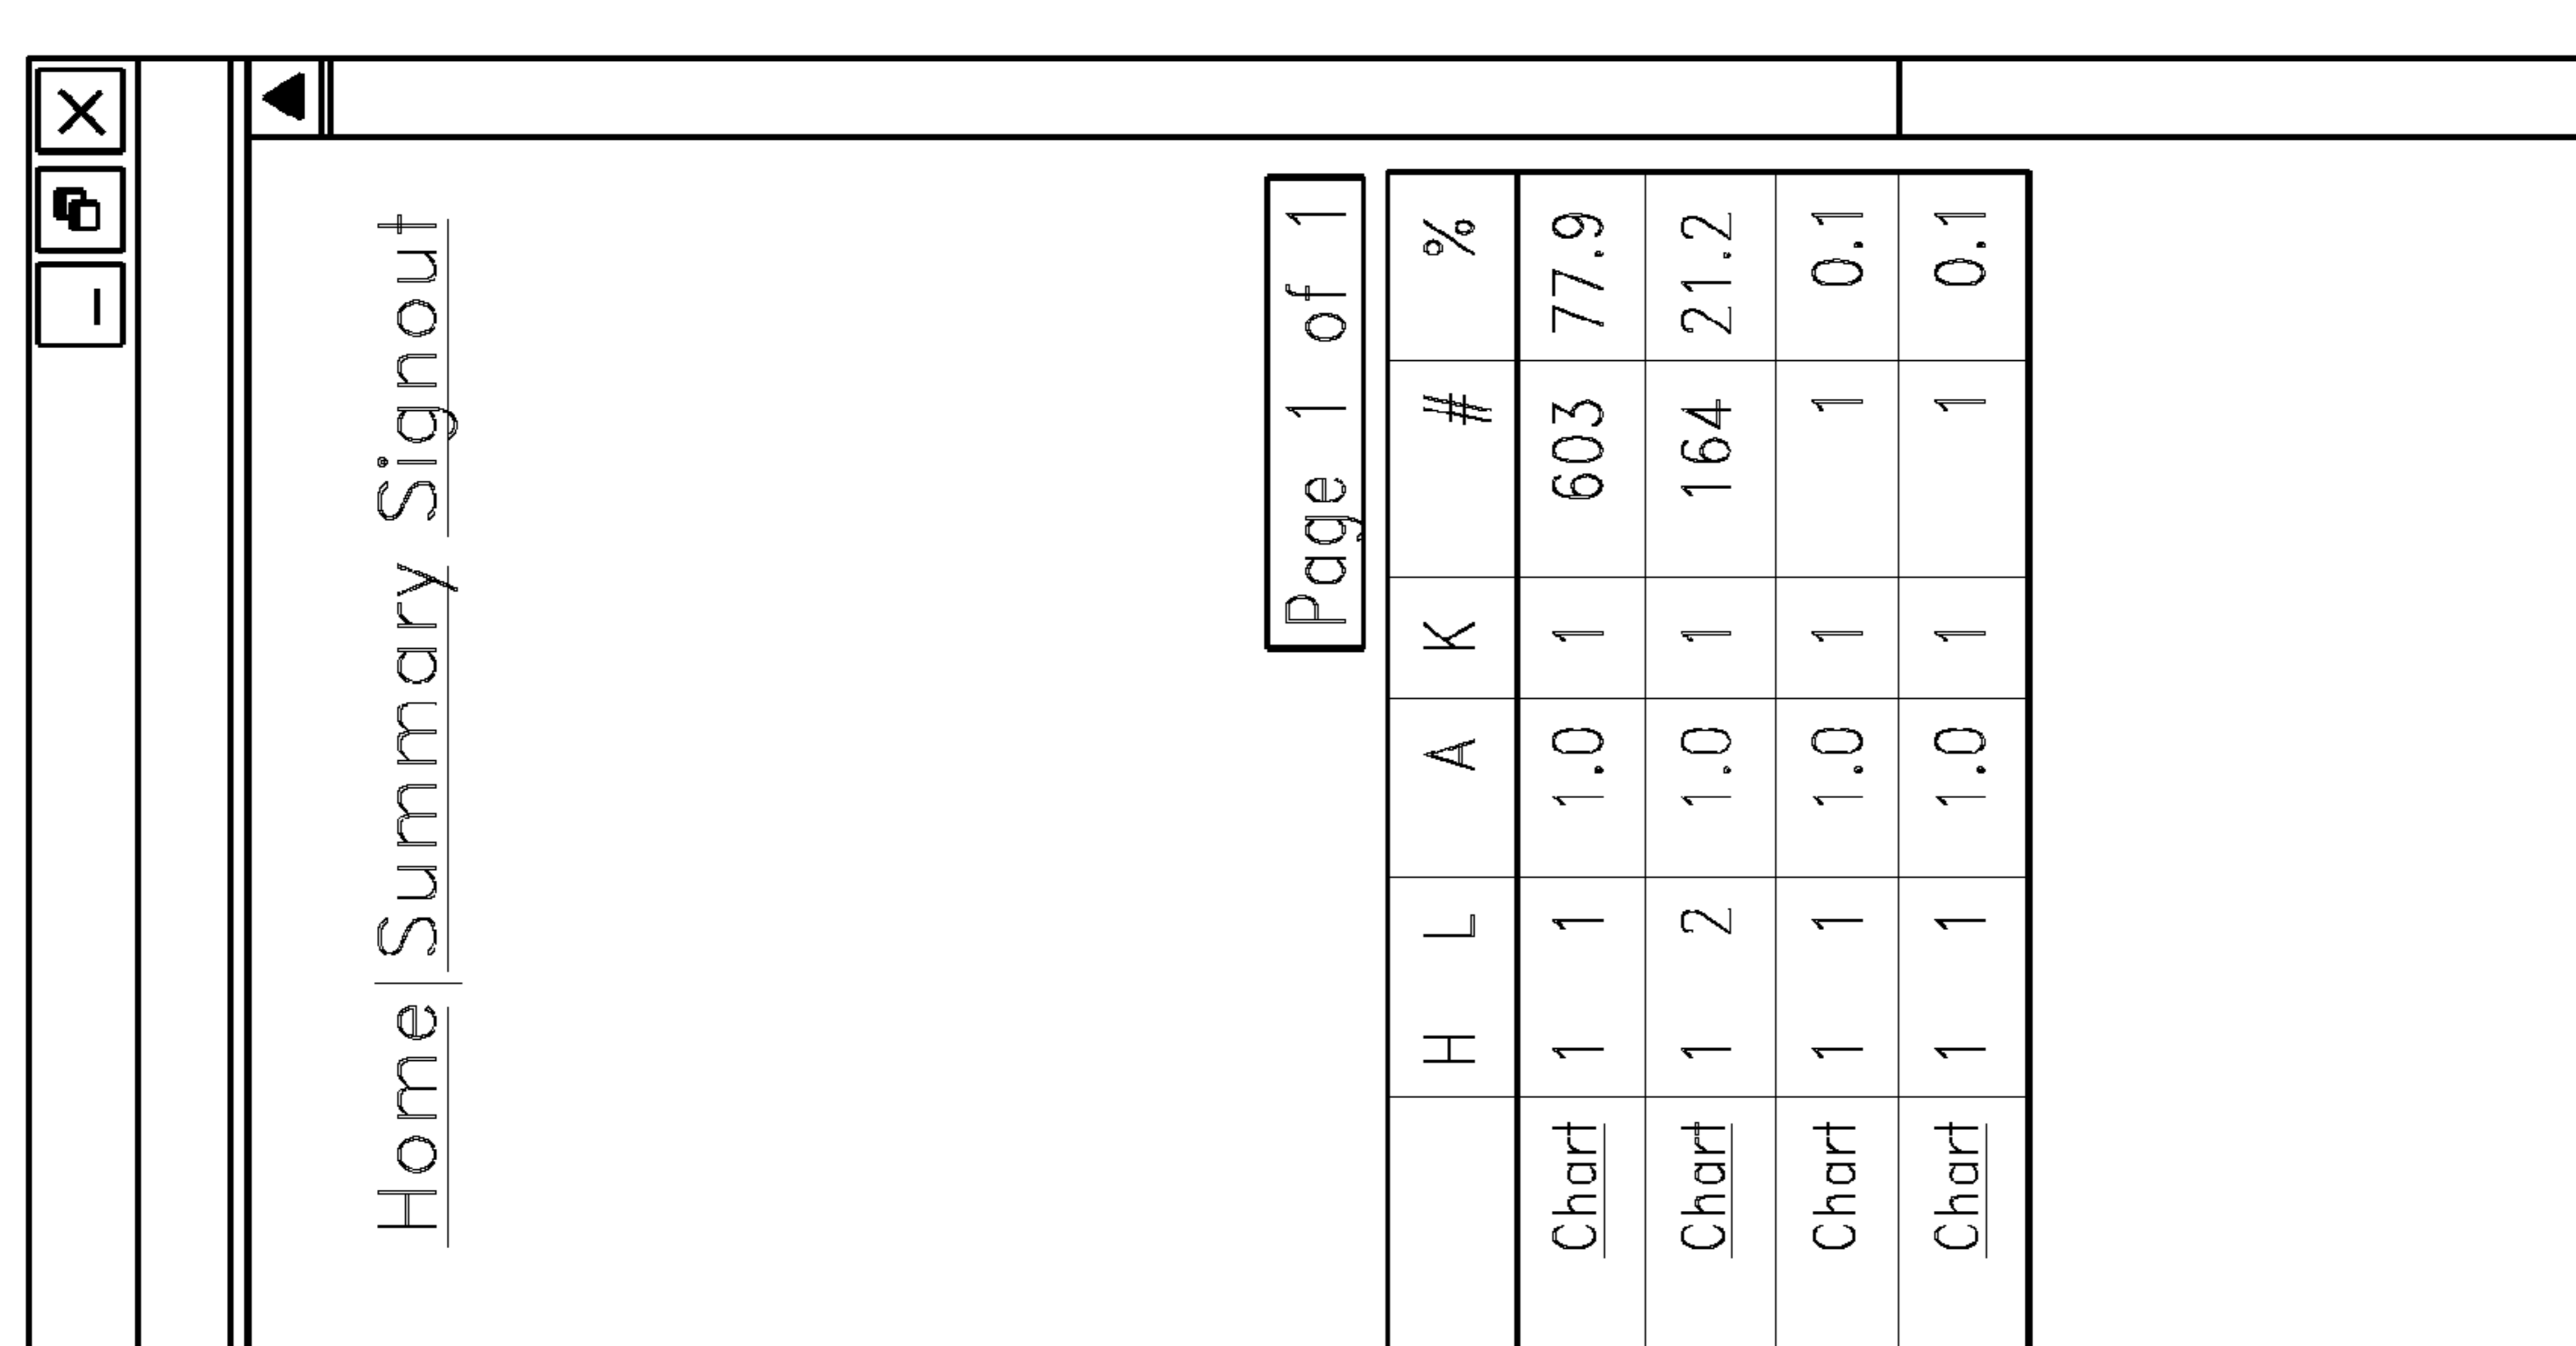 Home|Summary Signout
Page 1 of 1
H L A K # %
Chart 1 1 1.0 1 603 77.9
Chart 1 2 1.0 1 164 21.2
Chart 1 1 1.0 1 1 0.1
Chart 1 1 1.0 1 1 0.1